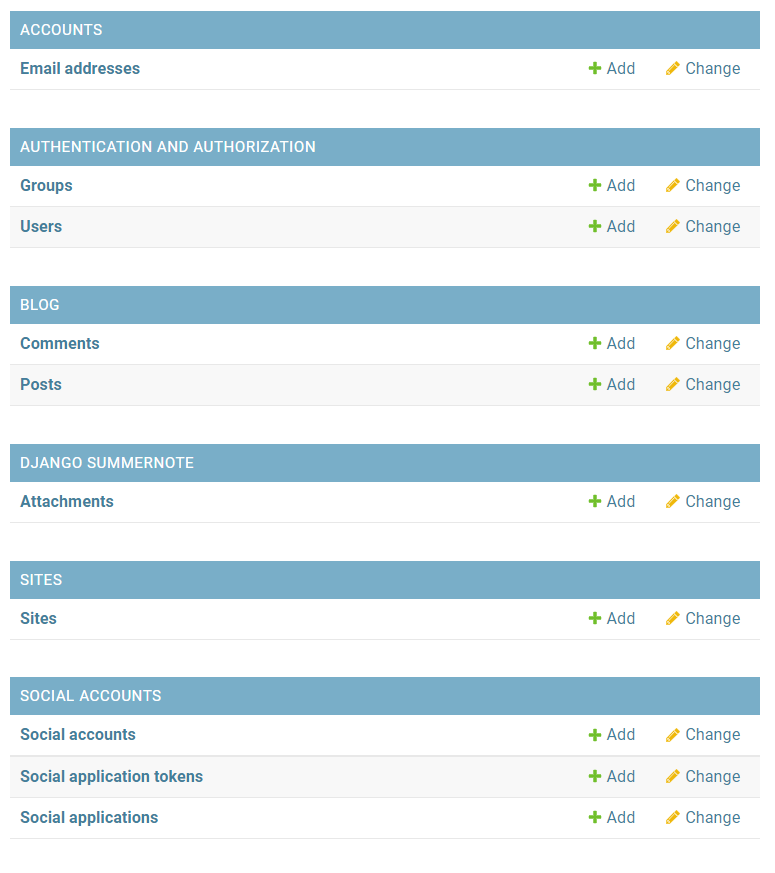 ACCOUNTS
Email addresses Add Change
AUTHENTICATION AND AUTHORIZATION
Groups Add Change
Users Add Change
BLOG
Comments Add Change
Posts Add Change
DJANGO SUMMERNOTE
Attachments Add Change
SITES
Sites Add Change
SOCIAL ACCOUNTS
Social accounts Add Change
Social application tokens Add Change
Social applications Add Change